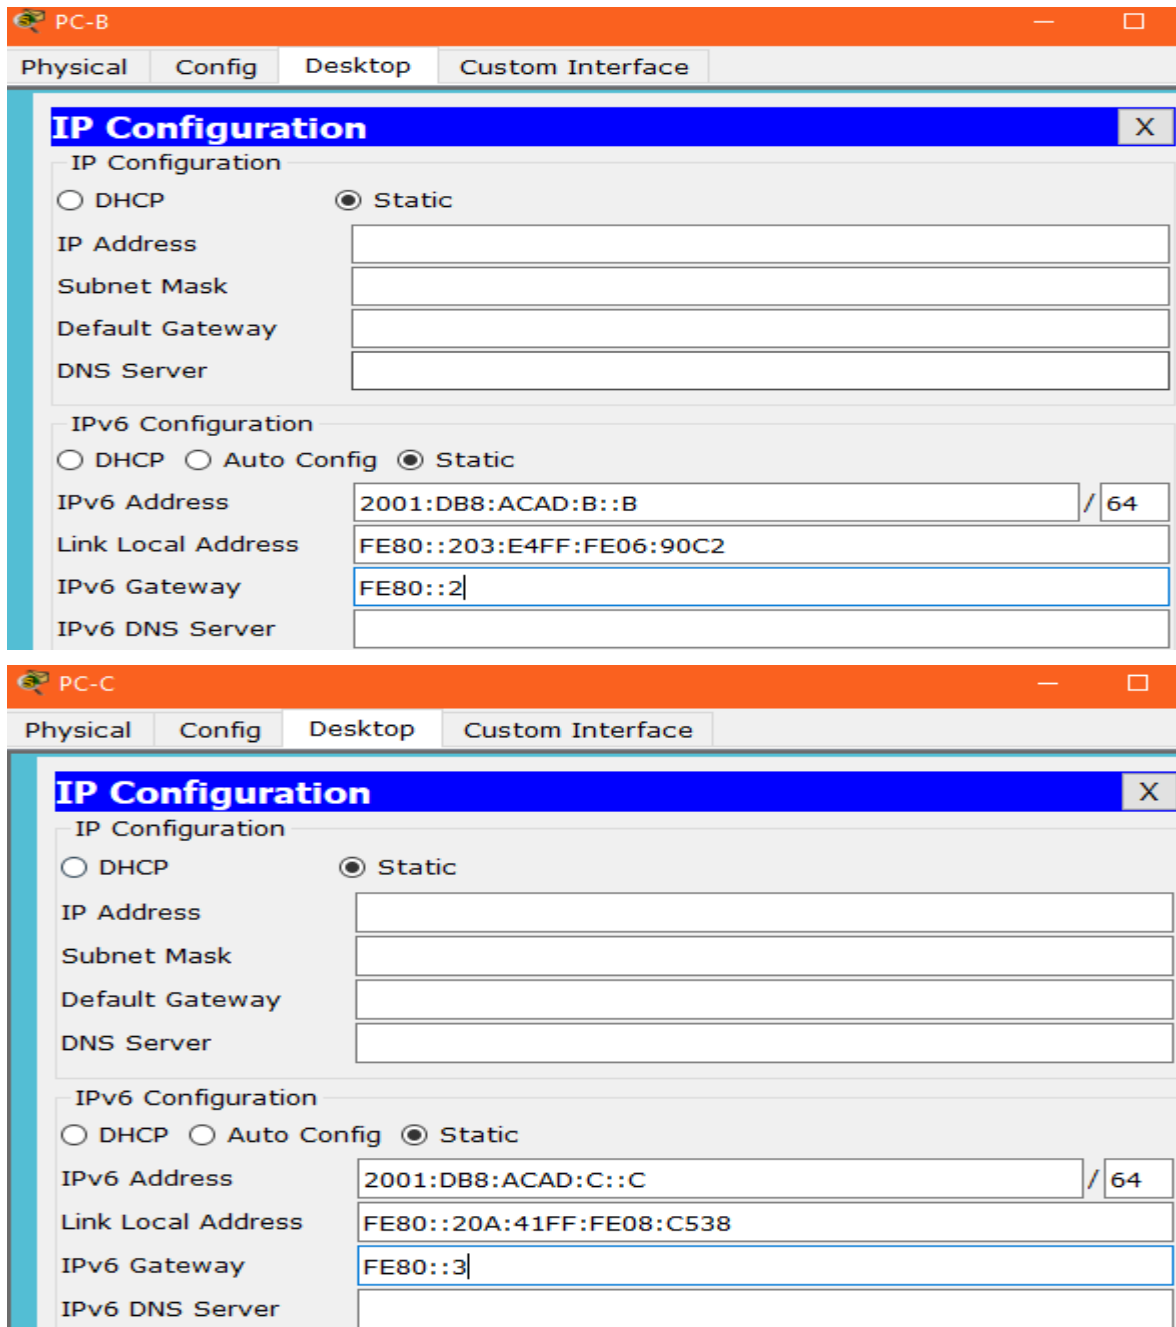 PC-B
Physical Config Desktop Custom Interface
IP Configuration X
IP Configuration
DHCP Static
IP Address
Subnet Mask
Default Gateway
DNS Server
IPv6 Configuration
DHCP Auto Config Static
IPv6 Address 2001:DB8:ACAD:B::B / 64
Link Local Address FE80::203:E4FF:FE06:90C2
IPv6 Gateway FE80::2
IPv6 DNS Server
PC-C
Physical Config Desktop Custom Interface
IP Configuration X
IP Configuration
DHCP Static
IP Address
Subnet Mask
Default Gateway
DNS Server
IPv6 Configuration
DHCP Auto Config Static
IPv6 Address 2001:DB8:ACAD:C::C / 64
Link Local Address FE80::20A:41FF:FE08:C538
IPv6 Gateway FE80::3
IPv6 DNS Server